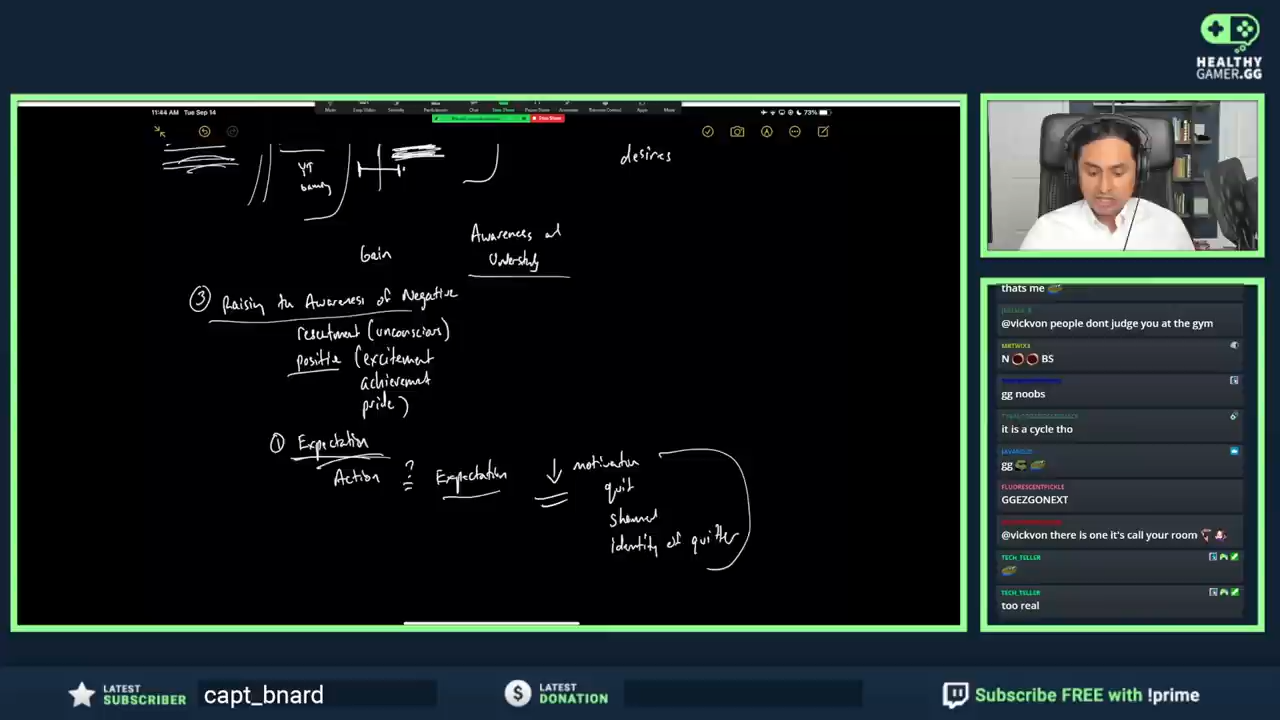 HEALTHY
GAMER.GG
11:44 AM Tue Sep 14
73%
YT
desires
Gain
Awareness
③ Raising the Awareness of Negative
resentment (unconscious)
positive (excitement
achievement
pride)
① Expectation
Action ?= Expectation
↓ motivation
quit
shamed
identity of quitter
thats me
@vickvon people dont judge you at the gym
N BS
gg noobs
it is a cycle tho
gg
FLUORESCENTPICKLE
GGEZGONEXT
@vickvon there is one it's call your room
TECH_TELLER
TECH_TELLER
too real
LATEST
SUBSCRIBER
capt_bnard
LATEST
DONATION
Subscribe FREE with !prime